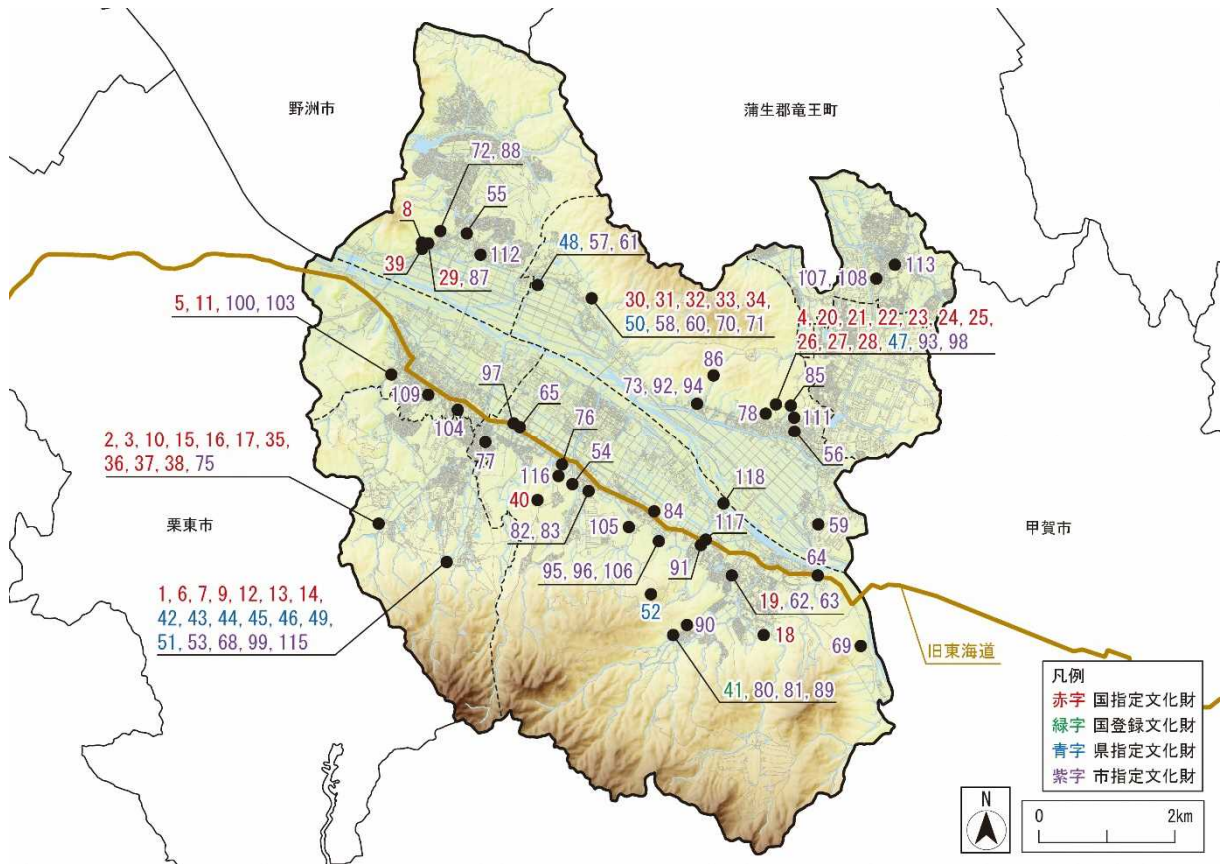 野洲市
蒲生郡竜王町
72, 88
55
8
112
39
29, 87
48, 57, 61
113
107, 108
5, 11, 100, 103
30, 31, 32, 33, 34,
50, 58, 60, 70, 71
4, 20, 21, 22, 23, 24, 25,
26, 27, 28, 47, 93, 98
86
97
65
73, 92, 94
85
109
104
76
78
111
2, 3, 10, 15, 16, 17, 35,
36, 37, 38, 75
77
54
56
116
118
40
84
117
59
栗東市
82, 83
105
甲賀市
95, 96, 106
91
64
1, 6, 7, 9, 12, 13, 14,
42, 43, 44, 45, 46, 49,
51, 53, 68, 99, 115
52
19, 62, 63
90
18
69
旧東海道
41, 80, 81, 89
凡例
赤字 国指定文化財
緑字 国登録文化財
青字 県指定文化財
紫字 市指定文化財
N
0 2km